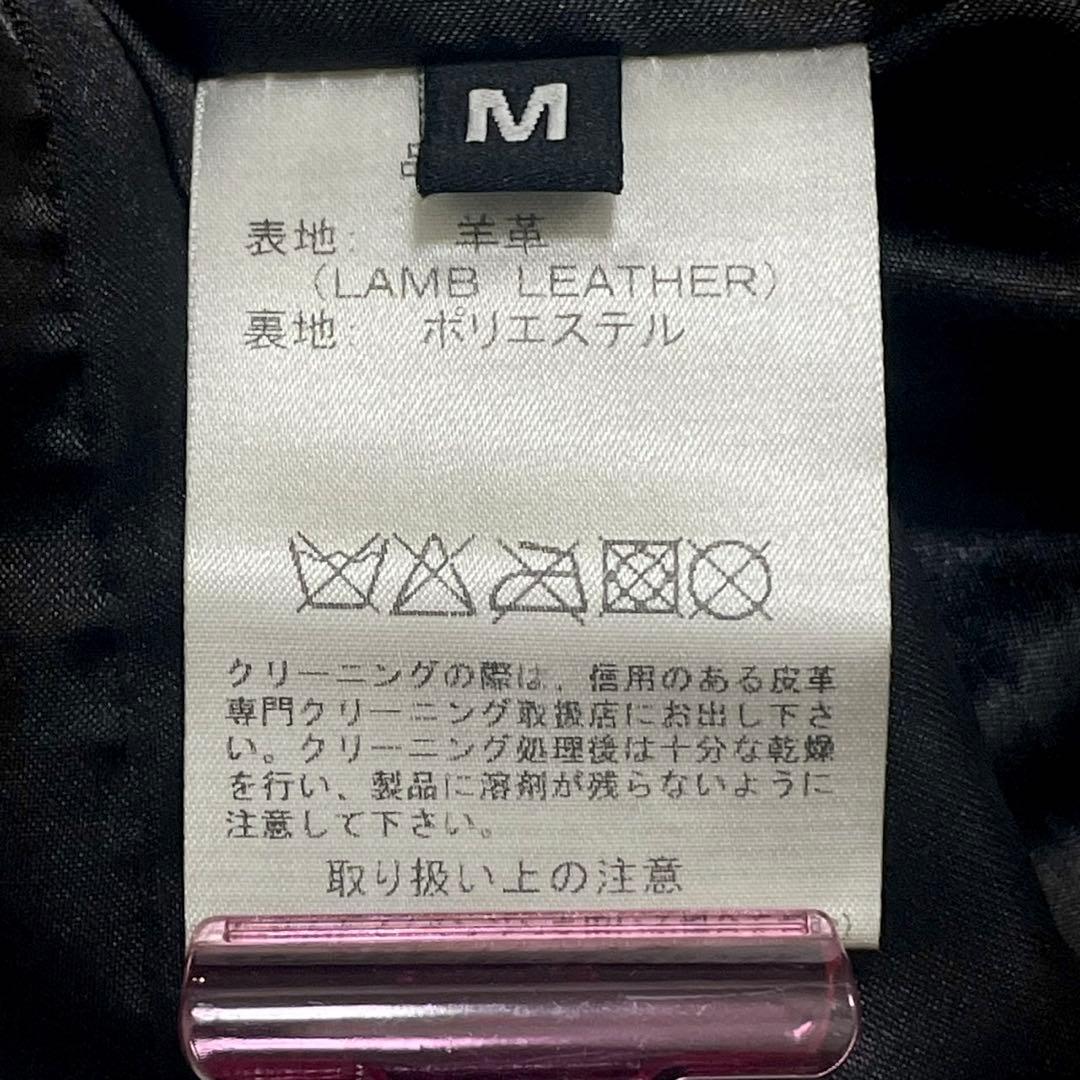 M
品
表地: 羊革
(LAMB LEATHER)
裏地: ポリエステル
クリーニングの際は、信用のある皮革
専門クリーニング取扱店にお出し下さ
い。クリーニング処理後は十分な乾燥
を行い、製品に溶剤が残らないように
注意して下さい。
取り扱い上の注意